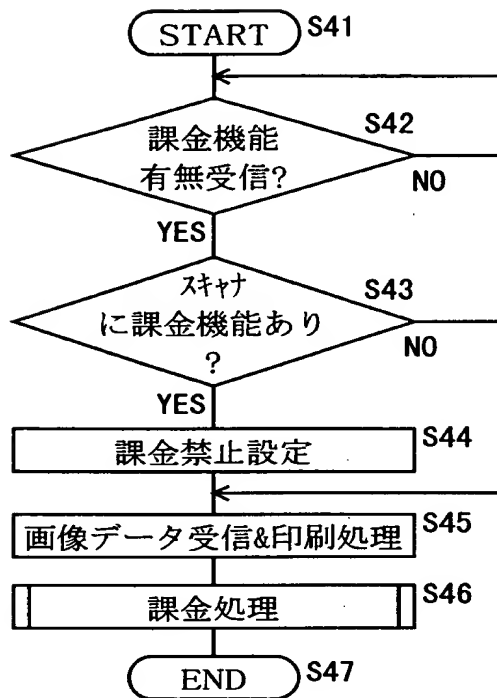 START S41
課金機能
有無受信?
S42
NO
YES
スキャナ
に課金機能あり
?
S43
NO
YES
課金禁止設定 S44
画像データ受信&印刷処理 S45
課金処理 S46
END S47